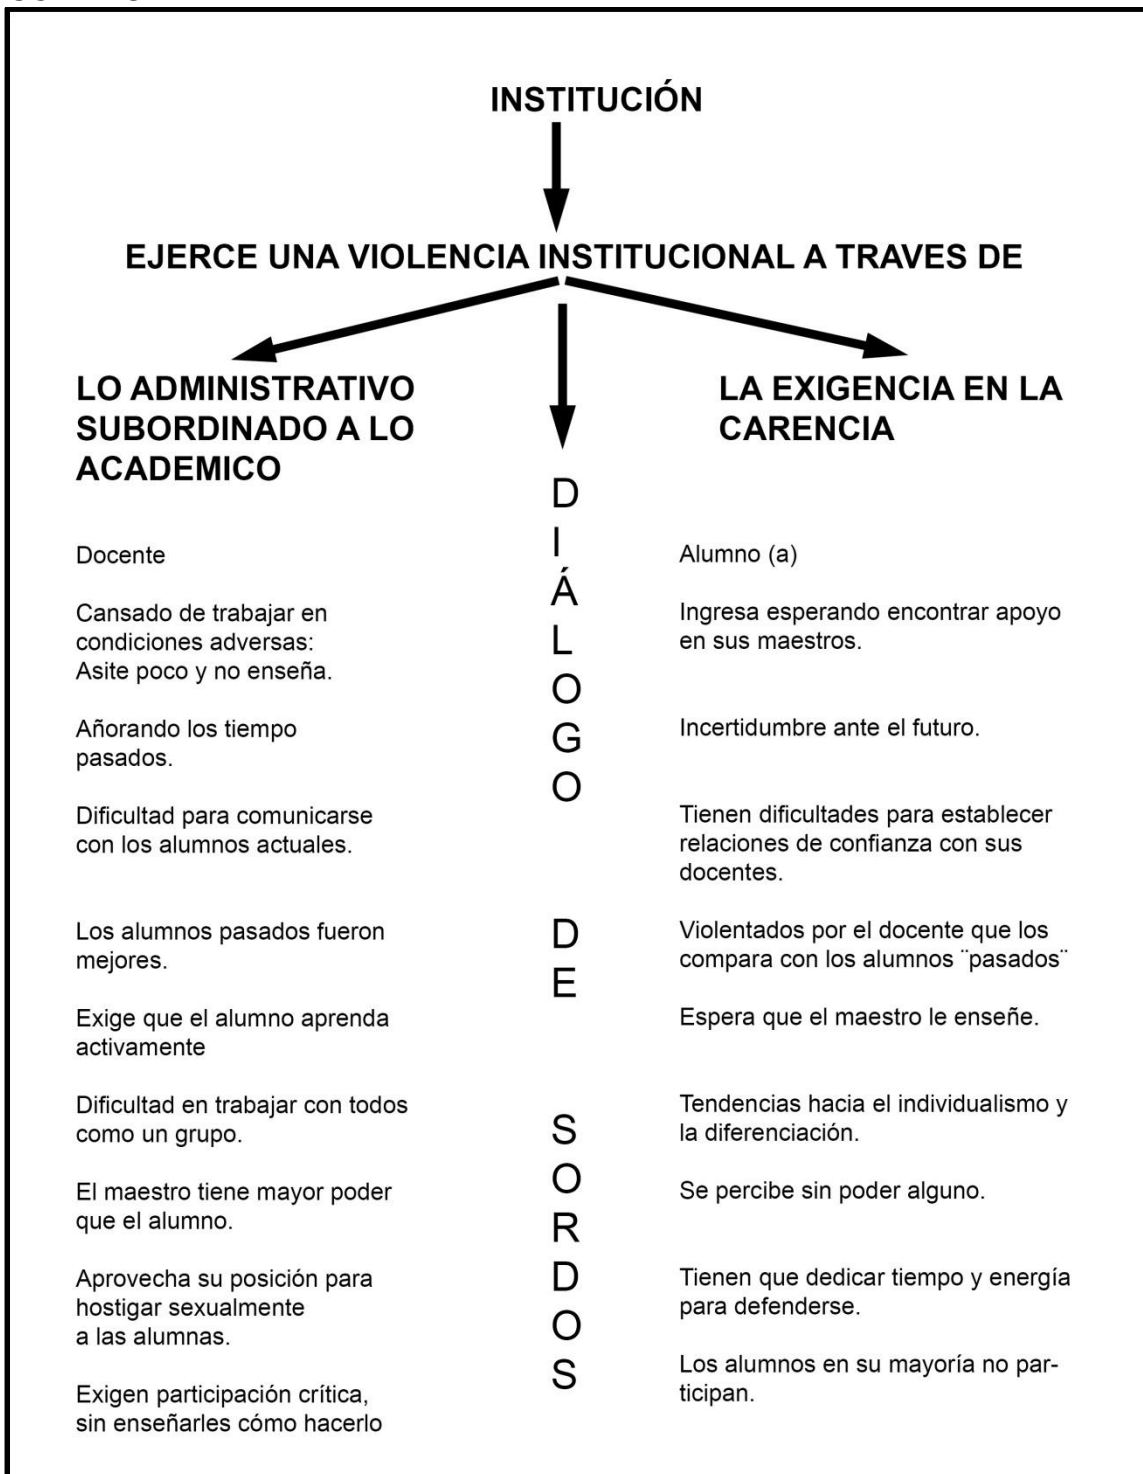 INSTITUCIÓN
EJERCE UNA VIOLENCIA INSTITUCIONAL A TRAVES DE
LO ADMINISTRATIVO
SUBORDINADO A LO
ACADEMICO
Docente
Cansado de trabajar en
condiciones adversas:
Asite poco y no enseña.
Añorando los tiempo
pasados.
Dificultad para comunicarse
con los alumnos actuales.
Los alumnos pasados fueron
mejores.
Exige que el alumno aprenda
activamente
Dificultad en trabajar con todos
como un grupo.
El maestro tiene mayor poder
que el alumno.
Aprovecha su posición para
hostigar sexualmente
a las alumnas.
Exigen participación crítica,
sin enseñarles cómo hacerlo
DIÁLOGO
DE
SORDOS
LA EXIGENCIA EN LA
CARENCIA
Alumno (a)
Ingresa esperando encontrar apoyo
en sus maestros.
Incertidumbre ante el futuro.
Tienen dificultades para establecer
relaciones de confianza con sus
docentes.
Violentados por el docente que los
compara con los alumnos ¨pasados¨
Espera que el maestro le enseñe.
Tendencias hacia el individualismo y
la diferenciación.
Se percibe sin poder alguno.
Tienen que dedicar tiempo y energía
para defenderse.
Los alumnos en su mayoría no par-
ticipan.